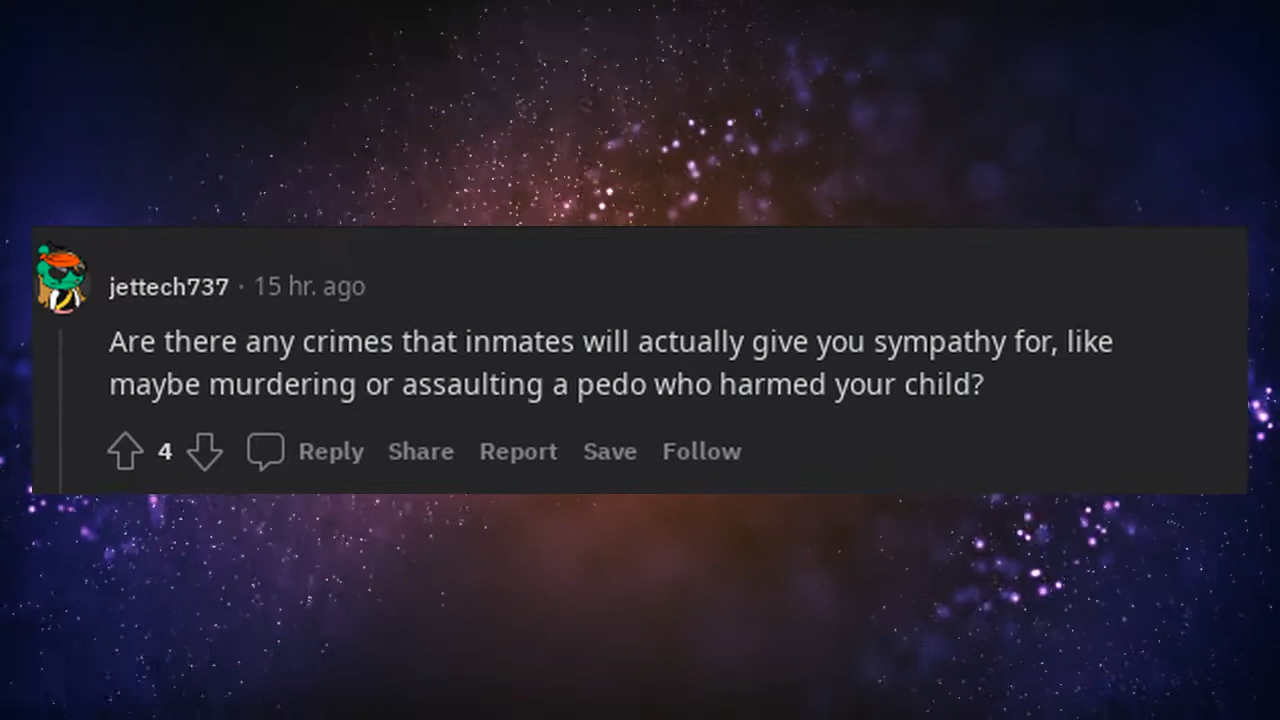 jettech737 · 15 hr. ago
Are there any crimes that inmates will actually give you sympathy for, like
maybe murdering or assaulting a pedo who harmed your child?
4 Reply Share Report Save Follow